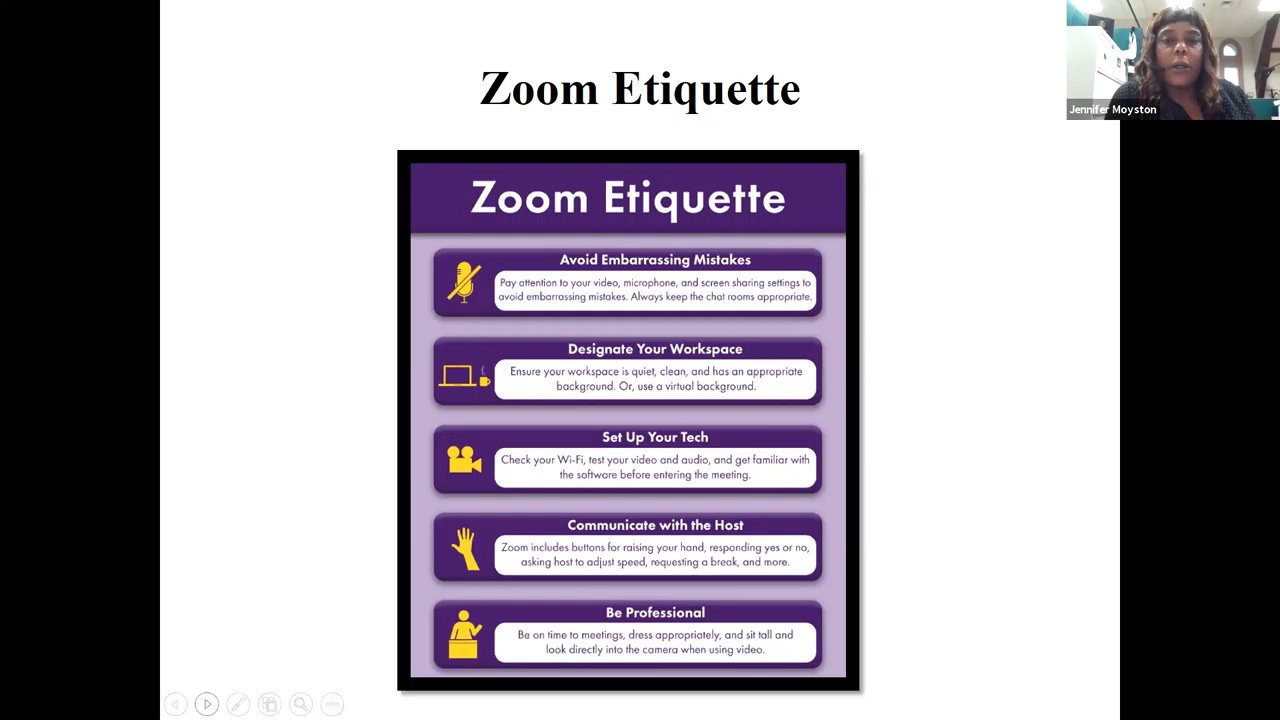 Zoom Etiquette
Jennifer Moyston
Zoom Etiquette
Avoid Embarrassing Mistakes
Pay attention to your video, microphone, and screen sharing settings to
avoid embarrassing mistakes. Always keep the chat rooms appropriate.
Designate Your Workspace
Ensure your workspace is quiet, clean, and has an appropriate
background. Or, use a virtual background.
Set Up Your Tech
Check your Wi-Fi, test your video and audio, and get familiar with
the software before entering the meeting.
Communicate with the Host
Zoom includes buttons for raising your hand, responding yes or no,
asking host to adjust speed, requesting a break, and more.
Be Professional
Be on time to meetings, dress appropriately, and sit tall and
look directly into the camera when using video.